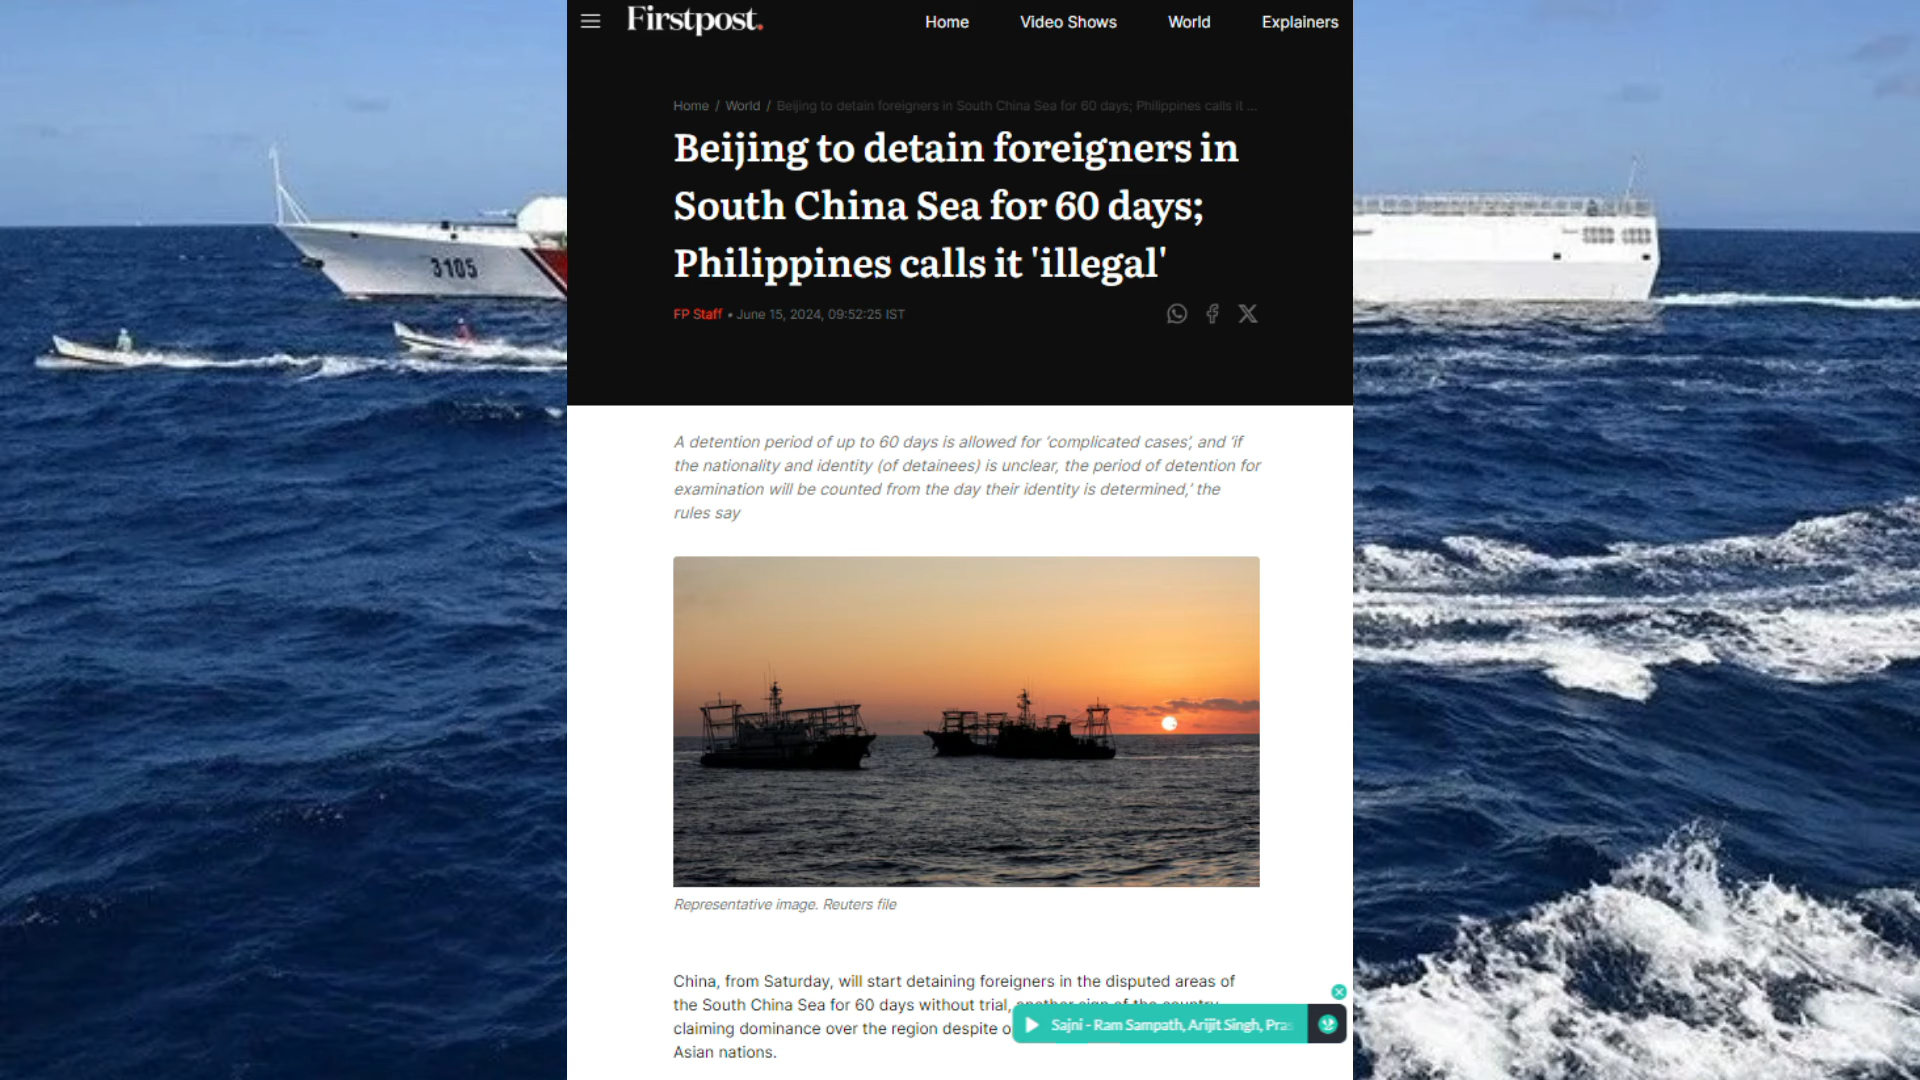 Firstpost.
Home Video Shows World Explainers
Home / World / Beijing to detain foreigners in South China Sea for 60 days; Philippines calls it ...
Beijing to detain foreigners in
South China Sea for 60 days;
Philippines calls it 'illegal'
FP Staff • June 15, 2024, 09:52:25 IST
3105
A detention period of up to 60 days is allowed for ‘complicated cases’, and ‘if
the nationality and identity (of detainees) is unclear, the period of detention for
examination will be counted from the day their identity is determined,’ the
rules say
Representative image. Reuters file
China, from Saturday, will start detaining foreigners in the disputed areas of
the South China Sea for 60 days without trial, another sign of the country
claiming dominance over the region despite
Asian nations.
Sajni - Ram Sampath, Arijit Singh, Pras